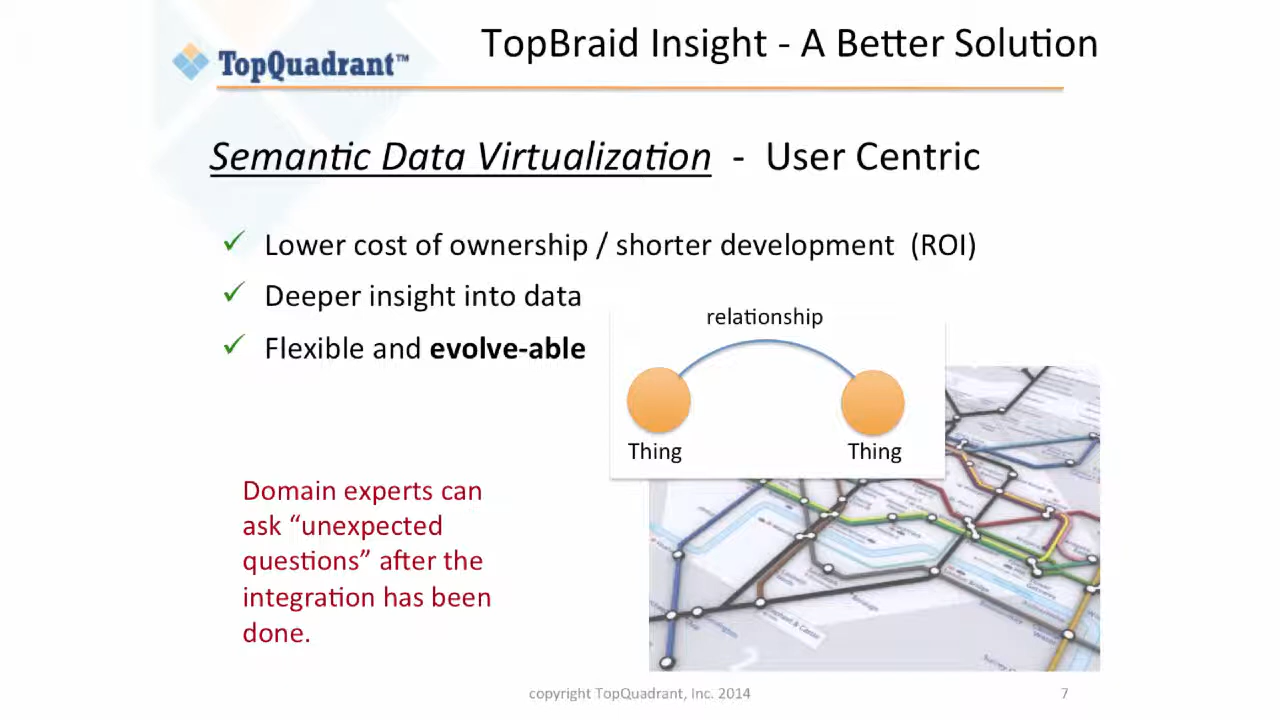 TopBraid Insight - A Better Solution
TopQuadrant™
Semantic Data Virtualization - User Centric
✓ Lower cost of ownership / shorter development (ROI)
✓ Deeper insight into data
✓ Flexible and evolve-able
relationship
Thing Thing
Domain experts can
ask “unexpected
questions” after the
integration has been
done.
copyright TopQuadrant, Inc. 2014 7